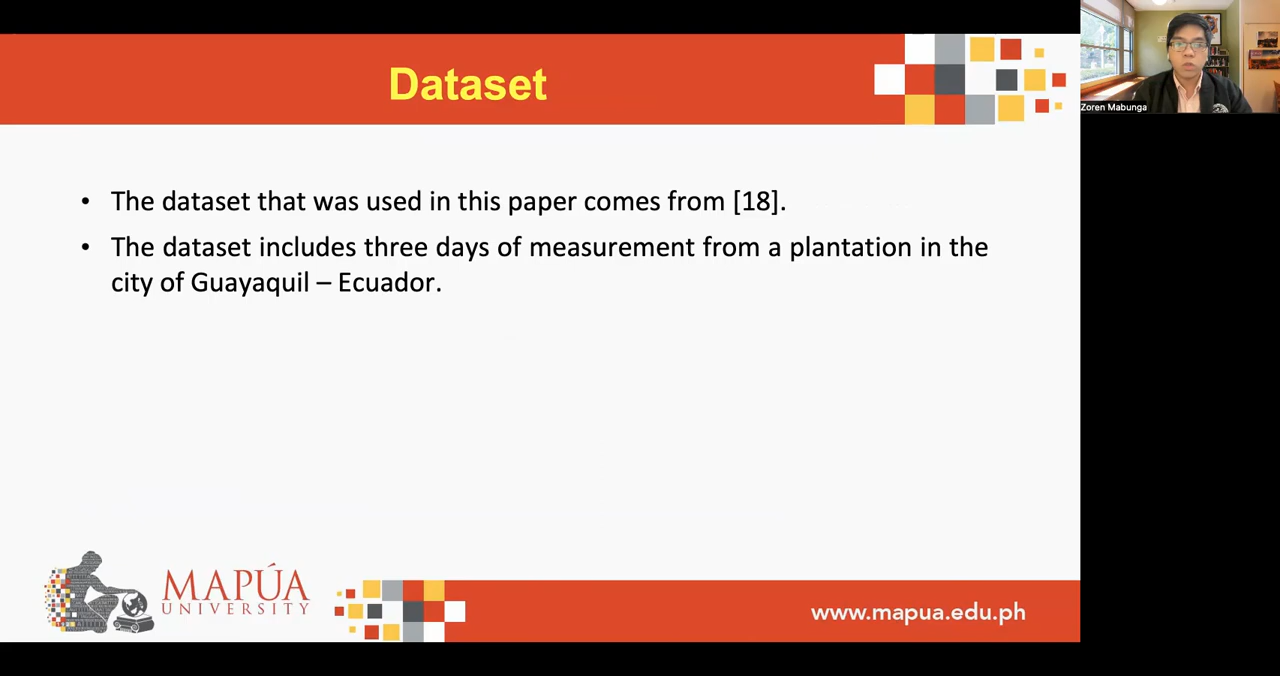 Dataset
Zoren Mabunga
• The dataset that was used in this paper comes from [18].
• The dataset includes three days of measurement from a plantation in the
city of Guayaquil – Ecuador.
MAPÚA
UNIVERSITY
www.mapua.edu.ph